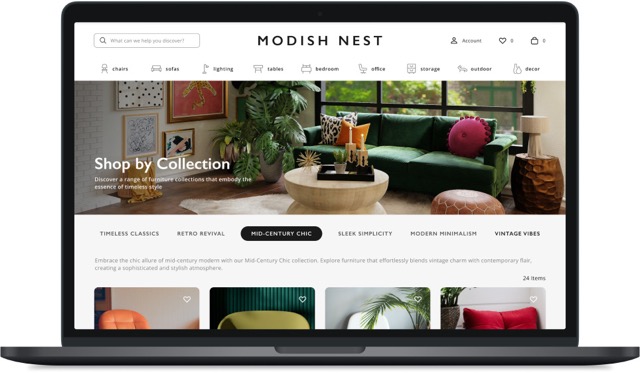 What can we help you discover?
MODISH NEST
Account
0
0
chairs
sofas
lighting
tables
bedroom
office
storage
outdoor
decor
Shop by Collection
Discover a range of furniture collections that embody the
essence of timeless style
TIMELESS CLASSICS
RETRO REVIVAL
MID-CENTURY CHIC
SLEEK SIMPLICITY
MODERN MINIMALISM
VINTAGE VIBES
Embrace the chic allure of mid-century modern with our Mid-Century Chic collection. Explore furniture that effortlessly blends vintage charm with contemporary flair,
creating a sophisticated and stylish atmosphere.
24 items